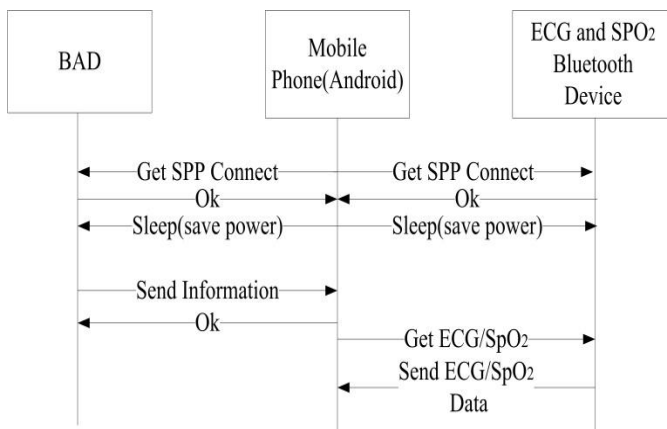 BAD
Mobile
Phone(Android)
ECG and SPO₂
Bluetooth
Device
Get SPP Connect
Get SPP Connect
Ok
Ok
Sleep(save power)
Sleep(save power)
Send Information
Ok
Get ECG/SpO₂
Send ECG/SpO₂
Data